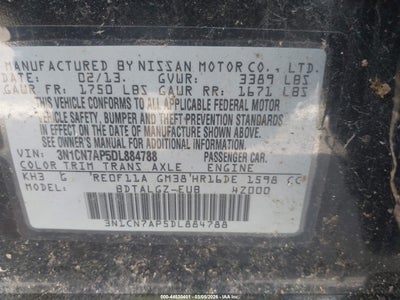 MANUFACTURED BY NISSAN MOTOR CO., LTD.
02/13. GVWR: 3389 LBS
GAWR FR: 1750 LBS GAWR RR: 1671 LBS
THIS VEHICLE CONFORMS TO ALL APPLICABLE FEDERAL MOTOR
VEHICLE SAFETY, BUMPER AND THEFT PREVENTION STANDARDS
IN EFFECT ON THE DATE OF MANUFACTURE SHOWN ABOVE.
SEE OWNER'S MANUAL FOR ADDITIONAL INFORMATION.
VIN: 3N1CN7AP5DL884788 PASSENGER CAR.
COLOR TRIM TRANS AXLE ENGINE
KH3 G RE0F11A GM38 HR16DE 1598 CC
MODEL: BDTALGZ-EUB 42000
3N1CN7AP5DL884788